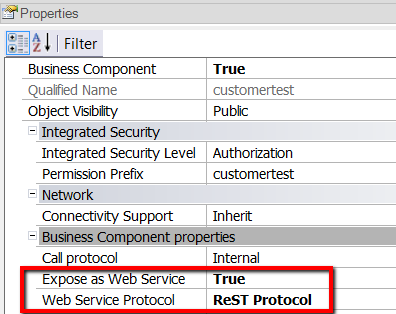 Properties
Filter
Business Component True
Qualified Name customertest
Object Visibility Public
Integrated Security
Integrated Security Level Authorization
Permission Prefix customertest
Network
Connectivity Support Inherit
Business Component properties
Call protocol Internal
Expose as Web Service True
Web Service Protocol ReST Protocol